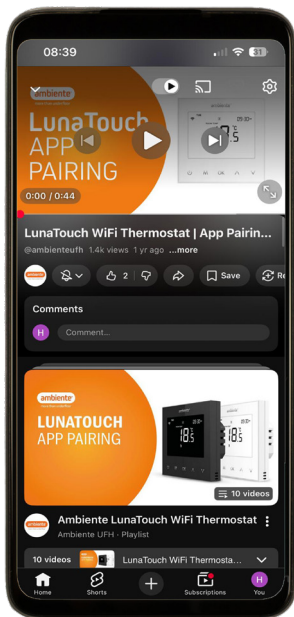 08:39
31
ambiente
LunaTouch
APP
PAIRING
0:00 / 0:44
LunaTouch WiFi Thermostat | App Pairin...
@ambienteufh 1.4k views 1 yr ago ...more
2
Save
Re
Comments
H
Comment...
ambiente
LUNATOUCH
APP PAIRING
18.5
18.5
10 videos
Ambiente LunaTouch WiFi Thermostat
Ambiente UFH · Playlist
10 videos
LunaTouch WiFi Thermosta...
Home
Shorts
Subscriptions
H
You